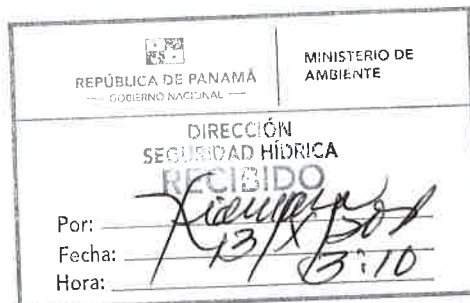 REPÚBLICA DE PANAMÁ
— GOBIERNO NACIONAL —
MINISTERIO DE
AMBIENTE
DIRECCIÓN
SEGURIDAD HÍDRICA
RECIBIDO
Por:
Fecha: 13/X/
Hora: 3:10